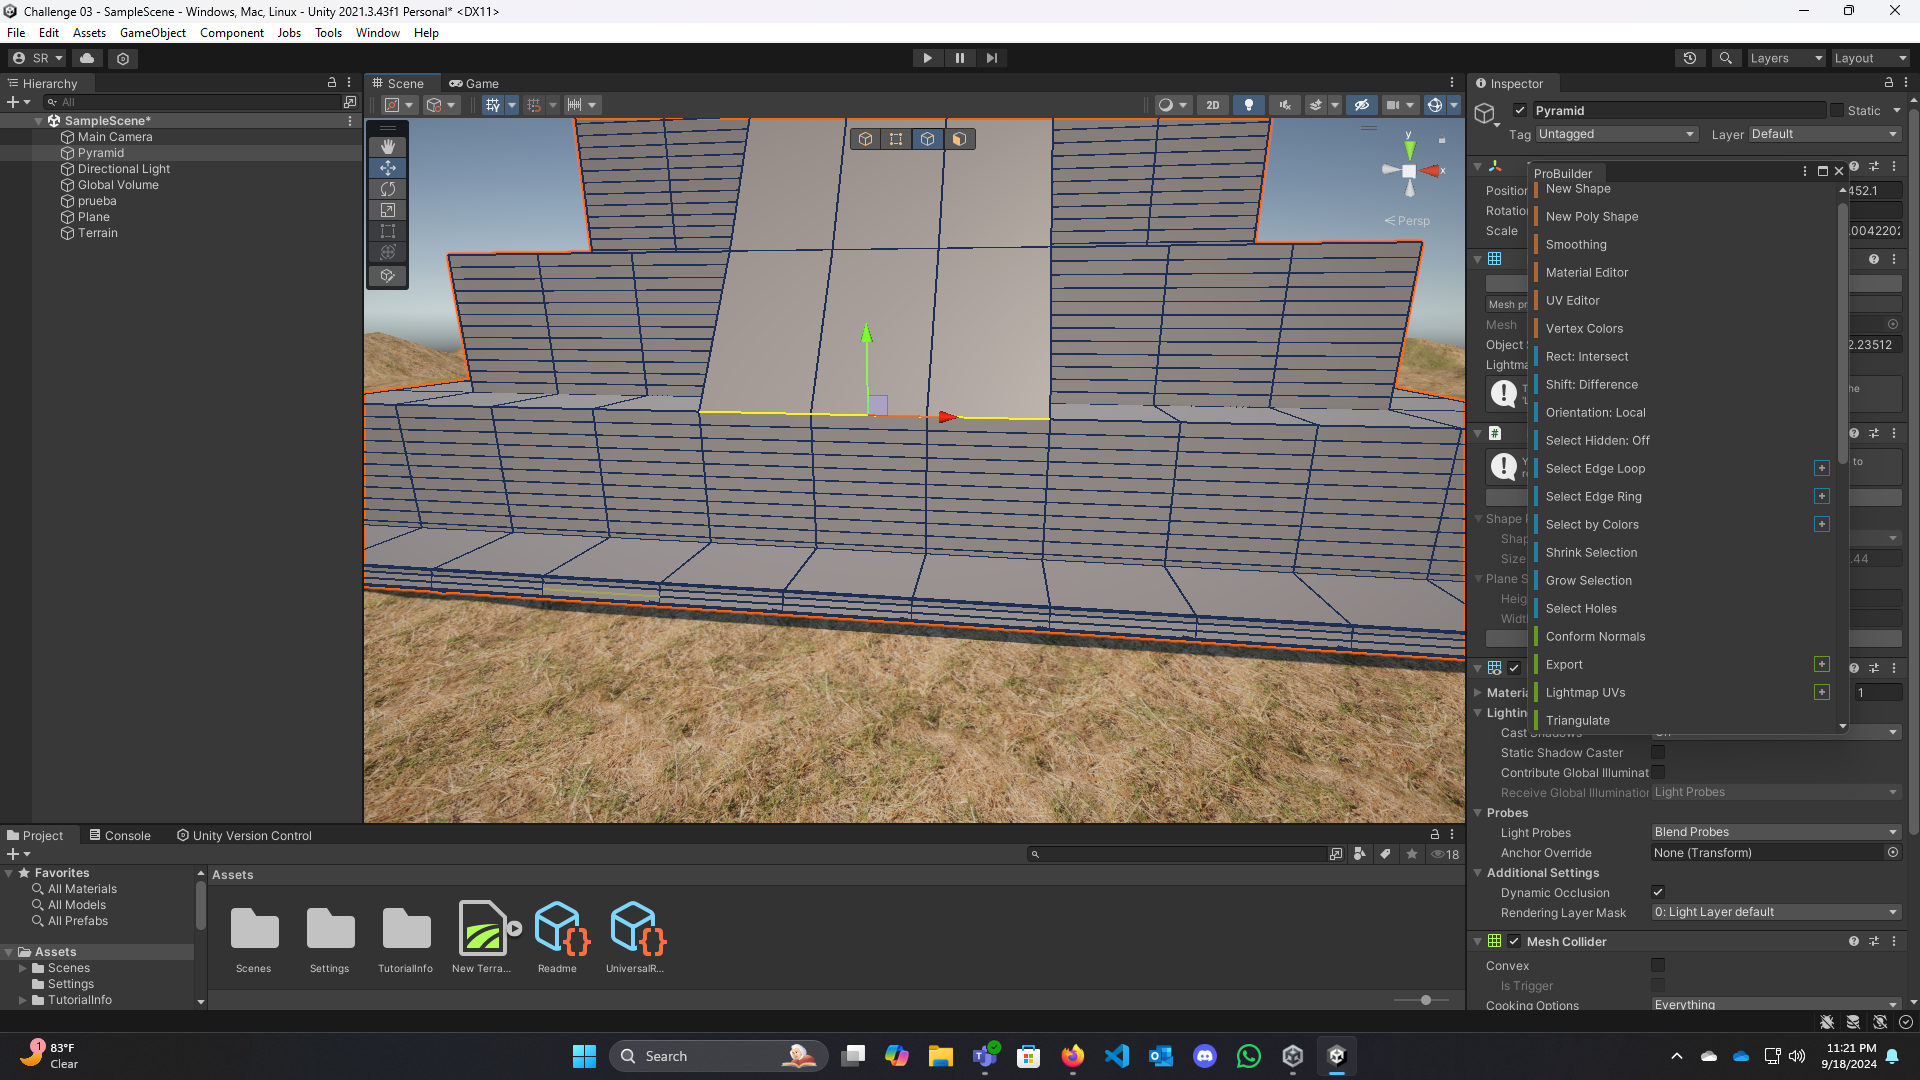 Challenge 03 - SampleScene - Windows, Mac, Linux - Unity 2021.3.43f1 Personal* <DX11>
File Edit Assets GameObject Component Jobs Tools Window Help
SR
Layers
Layout
Hierarchy
All
SampleScene*
Main Camera
Pyramid
Directional Light
Global Volume
prueba
Plane
Terrain
Scene
Game
2D
y
x
Persp
Inspector
Pyramid
Static
Tag Untagged
Layer Default
Position
452.1
Rotation
Scale
.0042202
Mesh pr
Mesh
Object S
2.23512
Lightma
he
to
Shape
Shap
Size
.44
Plane S
Heig
Widt
ProBuilder
New Shape
New Poly Shape
Smoothing
Material Editor
UV Editor
Vertex Colors
Rect: Intersect
Shift: Difference
Orientation: Local
Select Hidden: Off
Select Edge Loop
Select Edge Ring
Select by Colors
Shrink Selection
Grow Selection
Select Holes
Conform Normals
Export
Lightmap UVs
Triangulate
Materia
1
Lightin
Cast Shadows
On
Static Shadow Caster
Contribute Global Illuminat
Receive Global Illumination Light Probes
Probes
Light Probes Blend Probes
Anchor Override None (Transform)
Additional Settings
Dynamic Occlusion
Rendering Layer Mask 0: Light Layer default
Mesh Collider
Convex
Is Trigger
Cooking Options Everything
Project
Console
Unity Version Control
18
Favorites
All Materials
All Models
All Prefabs
Assets
Scenes
Settings
TutorialInfo
Assets
Scenes
Settings
TutorialInfo
New Terra...
Readme
UniversalR...
1
83°F
Clear
Search
11:21 PM
9/18/2024